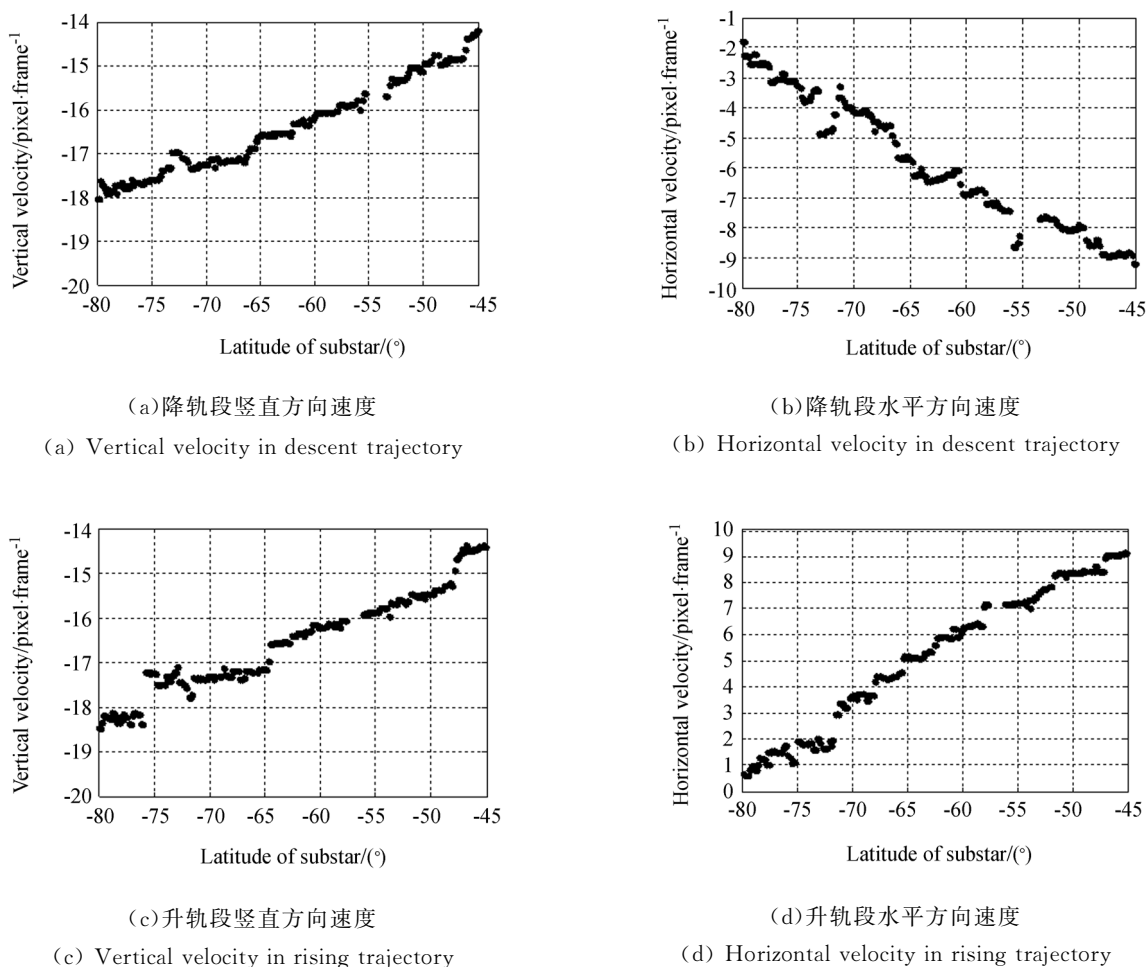 Vertical velocity/pixel·frame⁻¹
-14
-15
-16
-17
-18
-19
-20
-80 -75 -70 -65 -60 -55 -50 -45
Latitude of substar/(°)
(a)降轨段竖直方向速度
(a) Vertical velocity in descent trajectory
Horizontal velocity/pixel·frame⁻¹
-1
-2
-3
-4
-5
-6
-7
-8
-9
-10
-80 -75 -70 -65 -60 -55 -50 -45
Latitude of substar/(°)
(b)降轨段水平方向速度
(b) Horizontal velocity in descent trajectory
Vertical velocity/pixel·frame⁻¹
-14
-15
-16
-17
-18
-19
-20
-80 -75 -70 -65 -60 -55 -50 -45
Latitude of substar/(°)
(c)升轨段竖直方向速度
(c) Vertical velocity in rising trajectory
Horizontal velocity/pixel·frame⁻¹
10
9
8
7
6
5
4
3
2
1
0
-80 -75 -70 -65 -60 -55 -50 -45
Latitude of substar/(°)
(d)升轨段水平方向速度
(d) Horizontal velocity in rising trajectory